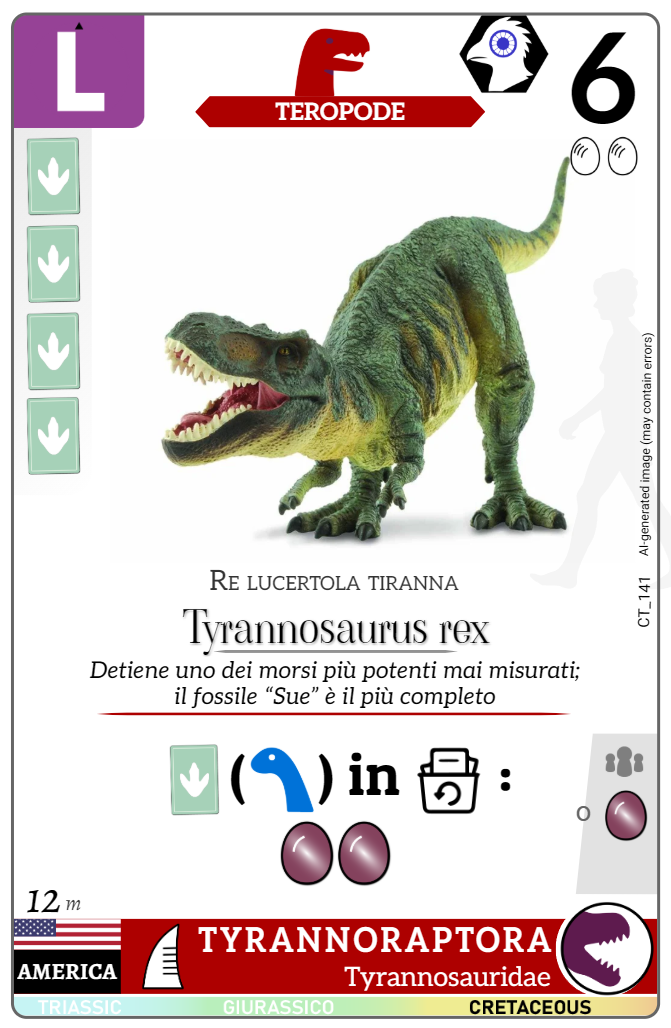 L
TEROPODE
6
AI-generated image (may contain errors)
CT_141
Re lucertola tiranna
Tyrannosaurus rex
Detiene uno dei morsi più potenti mai misurati;
il fossile “Sue” è il più completo
( ) in :
o
12 m
AMERICA
TYRANNORAPTORA
Tyrannosauridae
TRIASSIC GIURASSICO CRETACEOUS